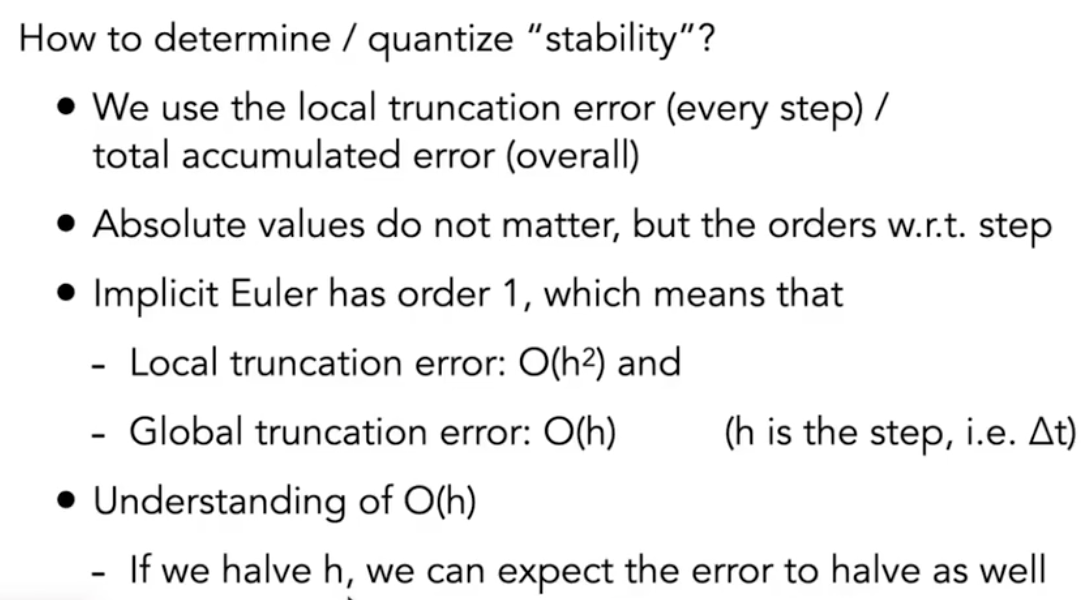 How to determine / quantize “stability”?
• We use the local truncation error (every step) /
total accumulated error (overall)
• Absolute values do not matter, but the orders w.r.t. step
• Implicit Euler has order 1, which means that
- Local truncation error: O(h²) and
- Global truncation error: O(h) (h is the step, i.e. Δt)
• Understanding of O(h)
- If we halve h, we can expect the error to halve as well